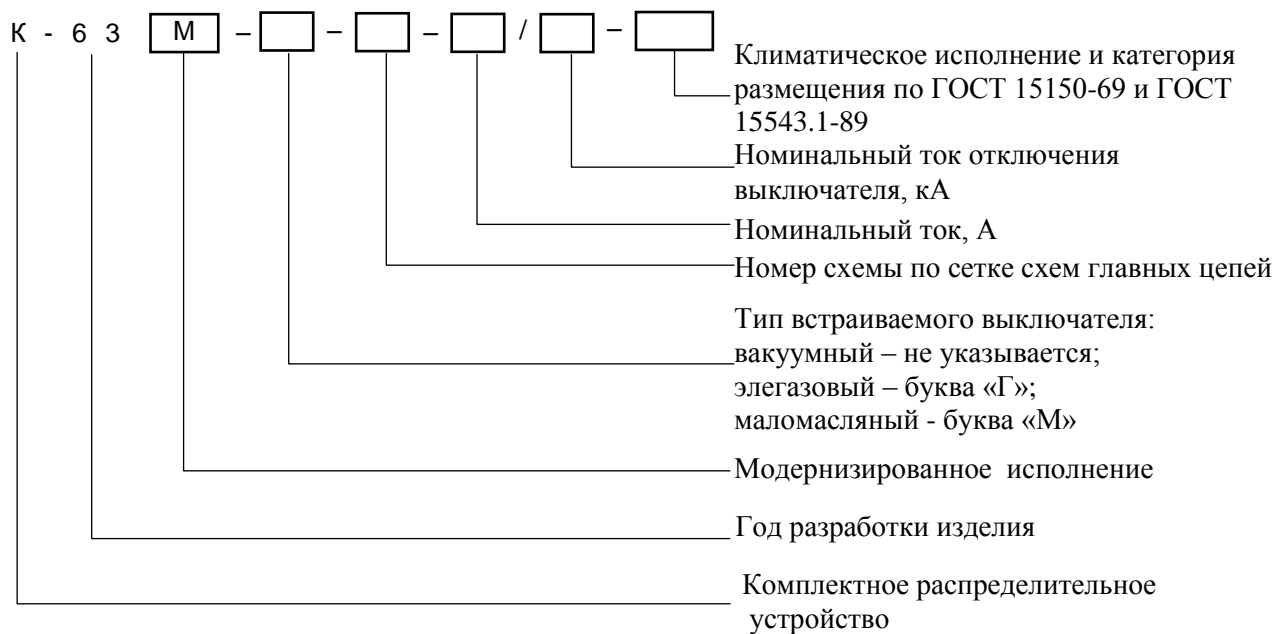 К - 6 3 М – – – / –
Климатическое исполнение и категория
размещения по ГОСТ 15150-69 и ГОСТ
15543.1-89
Номинальный ток отключения
выключателя, кА
Номинальный ток, А
Номер схемы по сетке схем главных цепей
Тип встраиваемого выключателя:
вакуумный – не указывается;
элегазовый – буква «Г»;
маломасляный - буква «М»
Модернизированное исполнение
Год разработки изделия
Комплектное распределительное
устройство